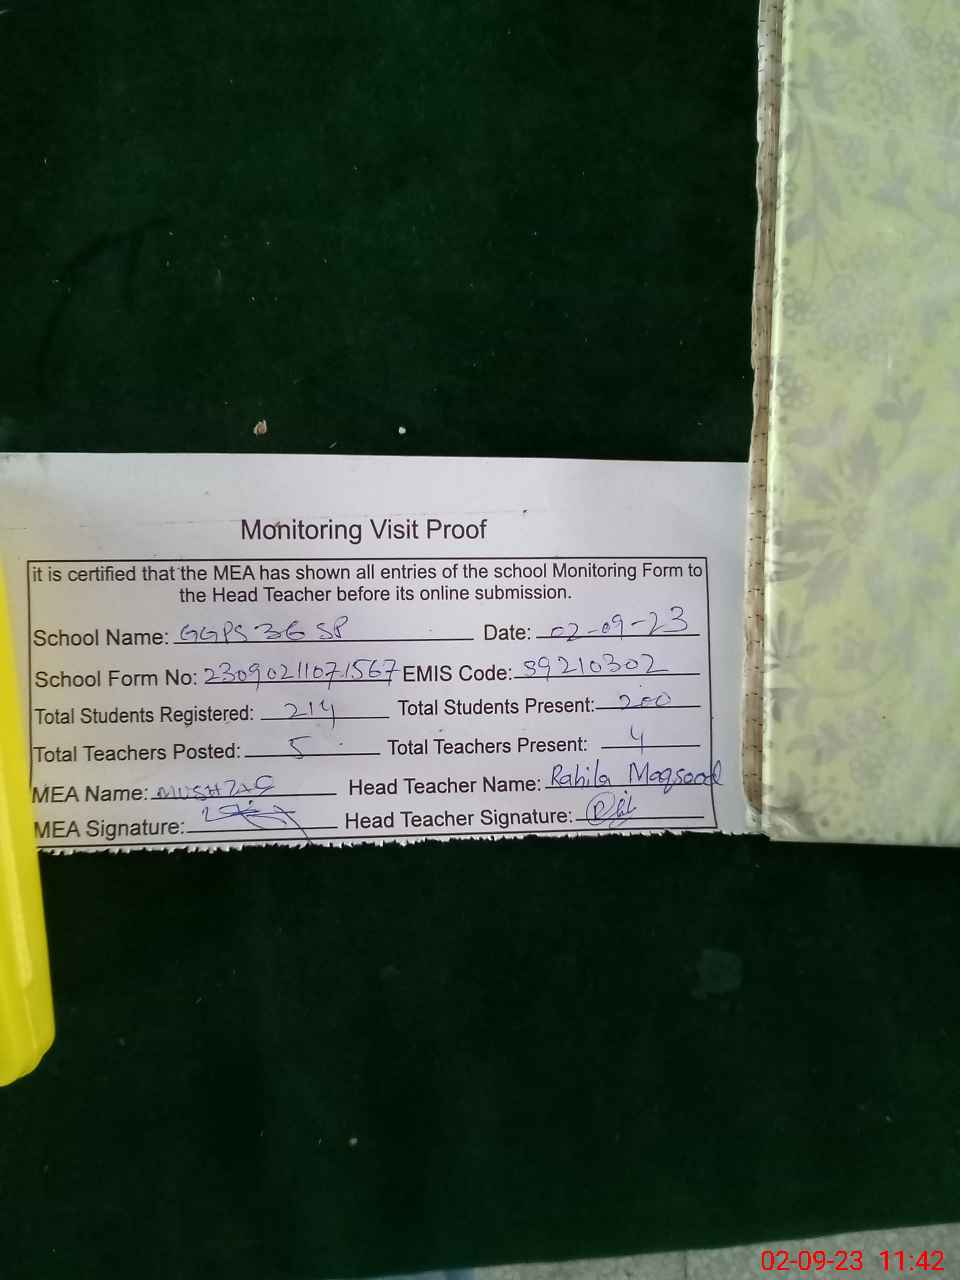 Monitoring Visit Proof
it is certified that the MEA has shown all entries of the school Monitoring Form to
the Head Teacher before its online submission.
School Name: GGPS 36 SP Date: 02-09-23
School Form No: 23090211071567 EMIS Code: 39210302
Total Students Registered: 214 Total Students Present: 200
Total Teachers Posted: 5 Total Teachers Present: 4
MEA Name: MUSHTAQ Head Teacher Name: Rahila Maqsood
MEA Signature: Head Teacher Signature:
02-09-23 11:42